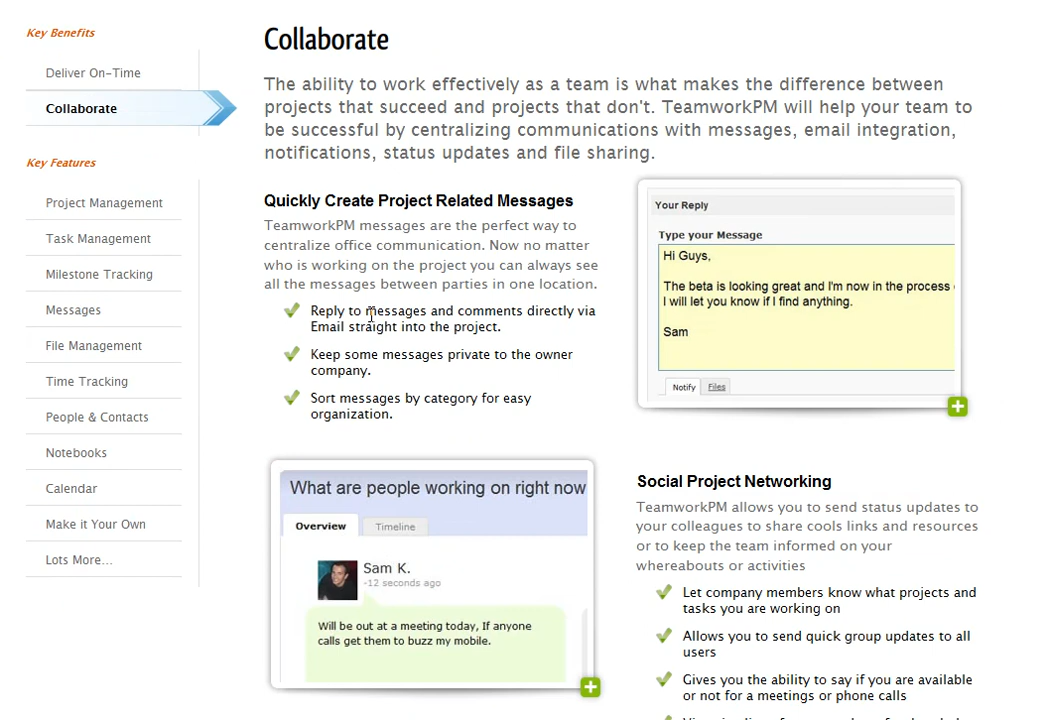 Key Benefits
Deliver On-Time
Collaborate
Key Features
Project Management
Task Management
Milestone Tracking
Messages
File Management
Time Tracking
People & Contacts
Notebooks
Calendar
Make it Your Own
Lots More...
Collaborate
The ability to work effectively as a team is what makes the difference between
projects that succeed and projects that don't. TeamworkPM will help your team to
be successful by centralizing communications with messages, email integration,
notifications, status updates and file sharing.
Quickly Create Project Related Messages
TeamworkPM messages are the perfect way to
centralize office communication. Now no matter
who is working on the project you can always see
all the messages between parties in one location.
Reply to messages and comments directly via
Email straight into the project.
Keep some messages private to the owner
company.
Sort messages by category for easy
organization.
Your Reply
Type your Message
Hi Guys,
The beta is looking great and I'm now in the process
I will let you know if I find anything.
Sam
Notify Files
What are people working on right now
Overview Timeline
Sam K.
-12 seconds ago
Will be out at a meeting today, If anyone
calls get them to buzz my mobile.
Social Project Networking
TeamworkPM allows you to send status updates to
your colleagues to share cools links and resources
or to keep the team informed on your
whereabouts or activities
Let company members know what projects and
tasks you are working on
Allows you to send quick group updates to all
users
Gives you the ability to say if you are available
or not for a meetings or phone calls